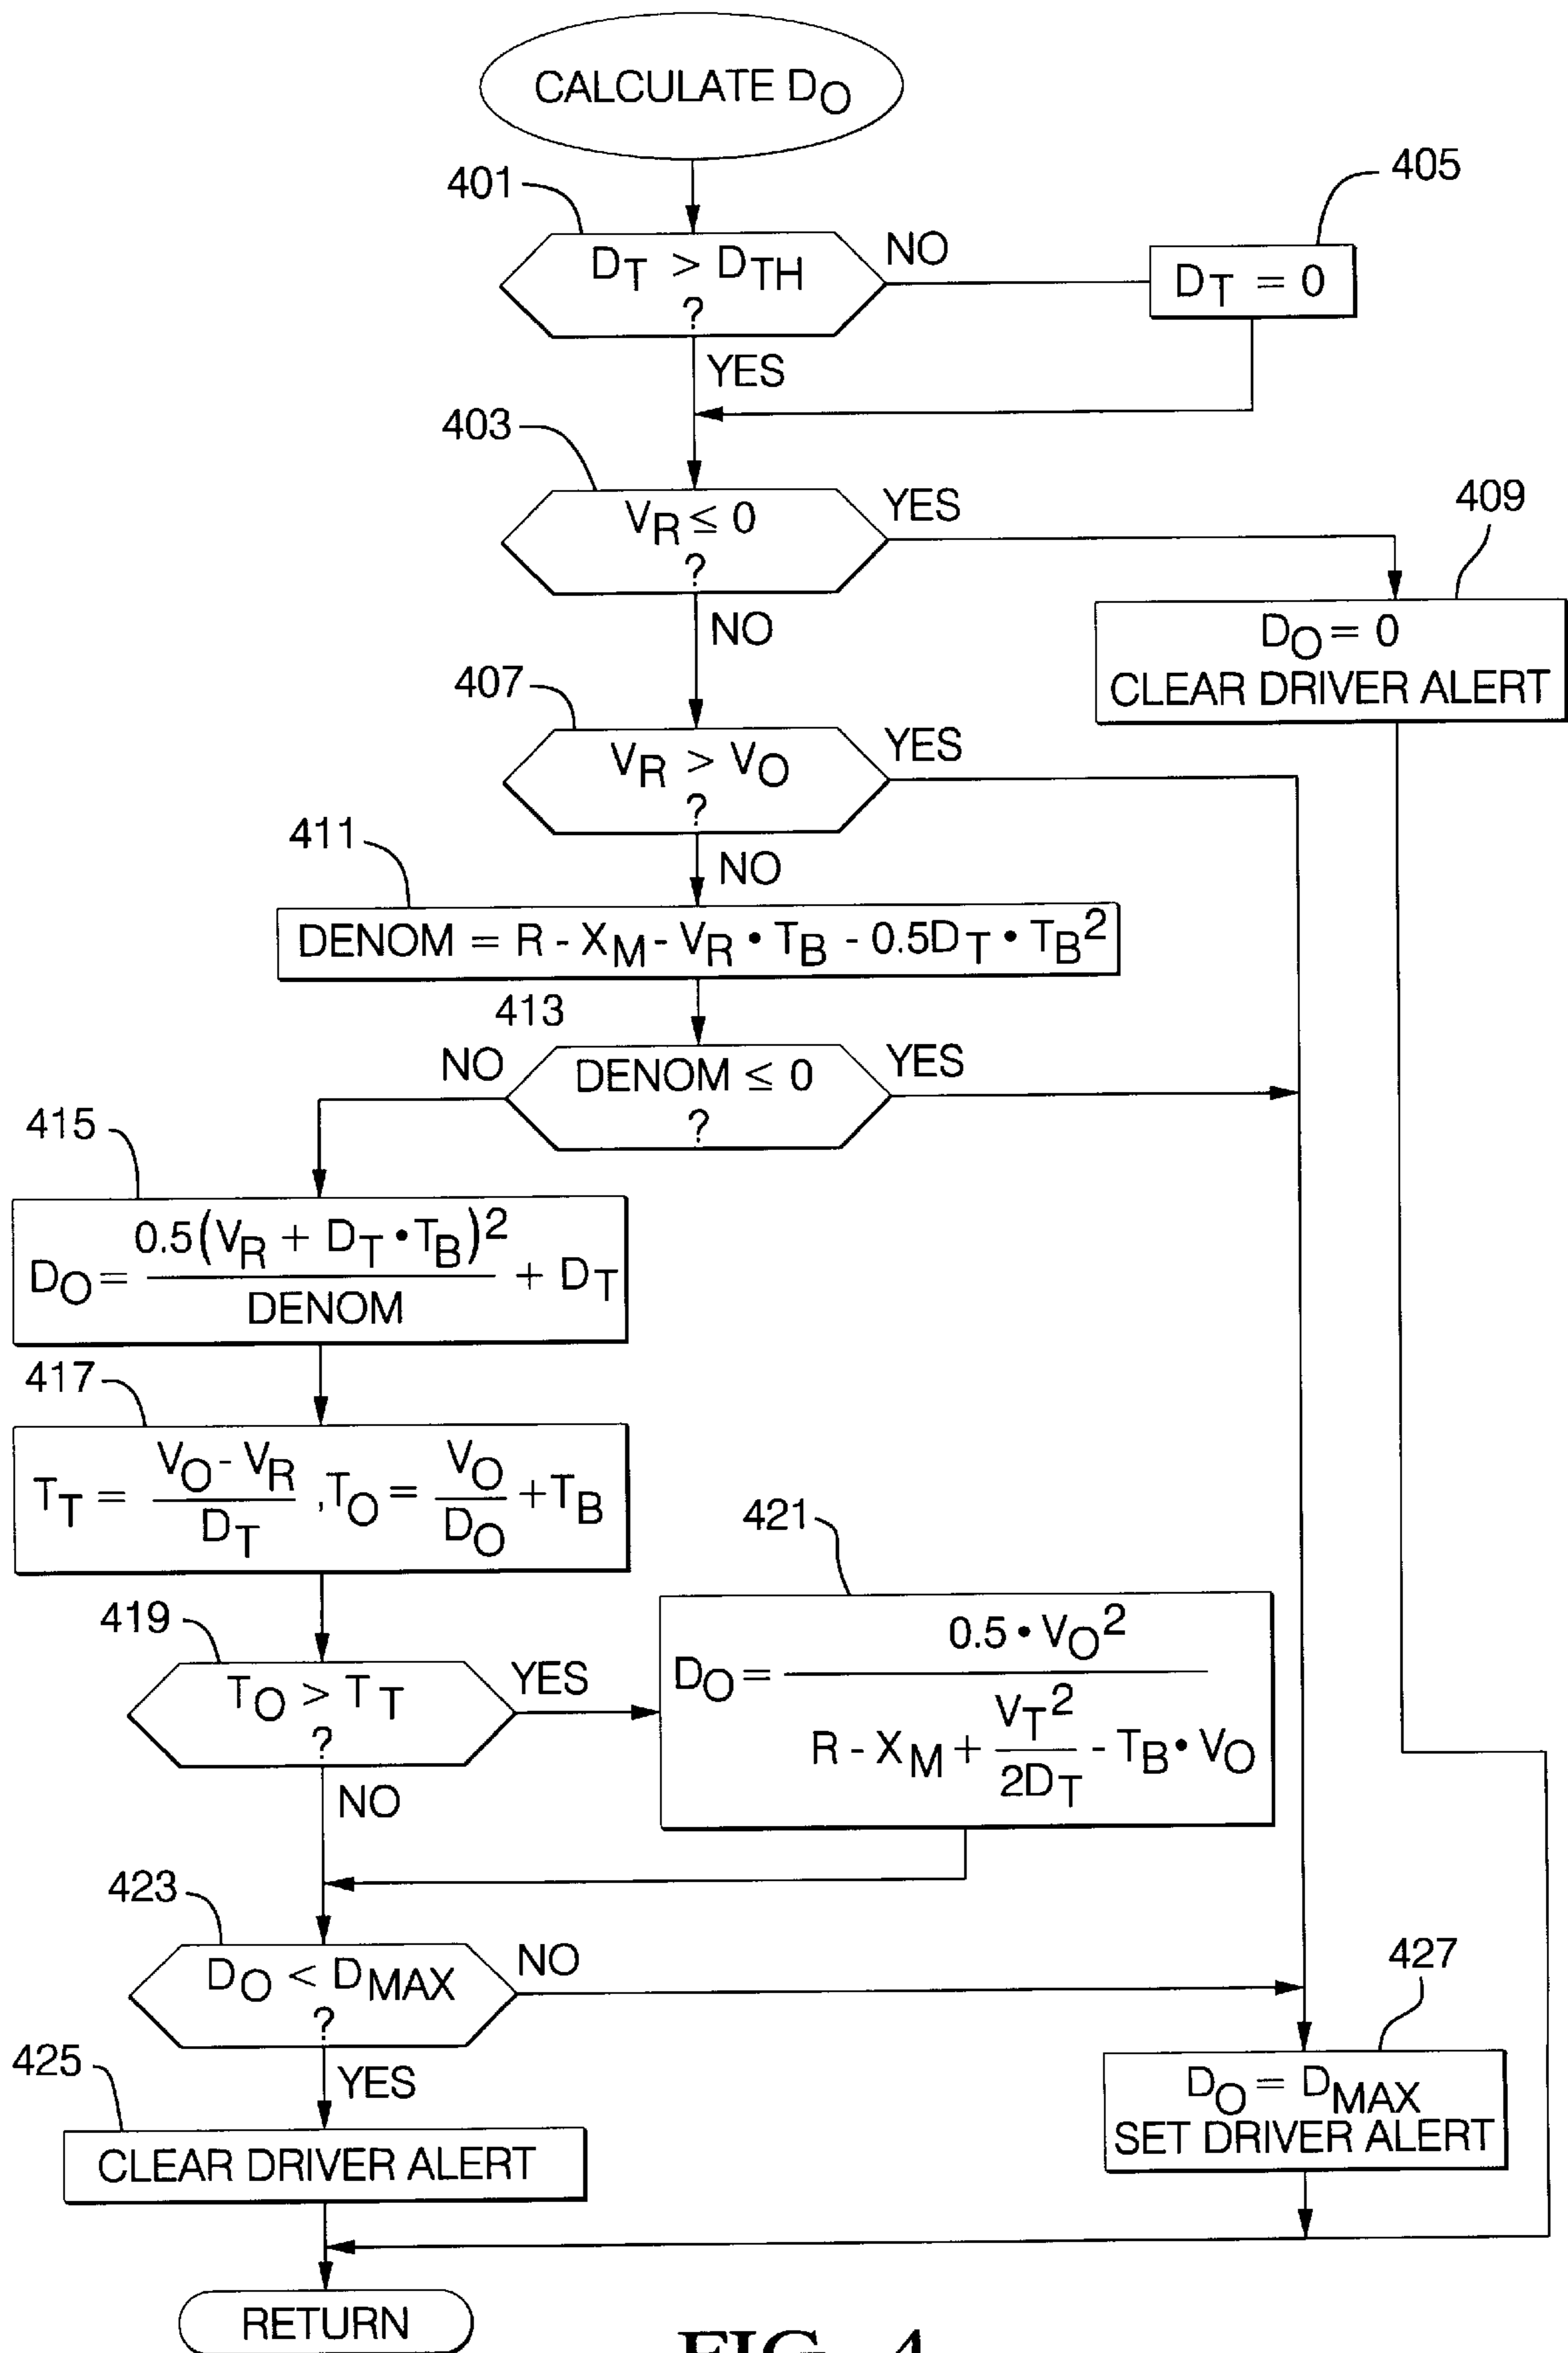 CALCULATE DO
401
405
DT > DTH
?
NO
DT = 0
YES
403
VR ≤ 0
?
YES
409
NO
DO = 0
CLEAR DRIVER ALERT
407
VR > VO
?
YES
411
NO
DENOM = R - XM - VR • TB - 0.5DT • TB2
413
NO
DENOM ≤ 0
?
YES
415
DO = 0.5(VR + DT • TB)2 / DENOM + DT
417
TT = VO - VR / DT , TO = VO / DO + TB
421
419
TO > TT
?
YES
DO = 0.5 • VO2 / R - XM + VT2 / 2DT - TB • VO
NO
423
DO < DMAX
?
NO
427
425
YES
DO = DMAX
SET DRIVER ALERT
CLEAR DRIVER ALERT
RETURN
FIG. 4